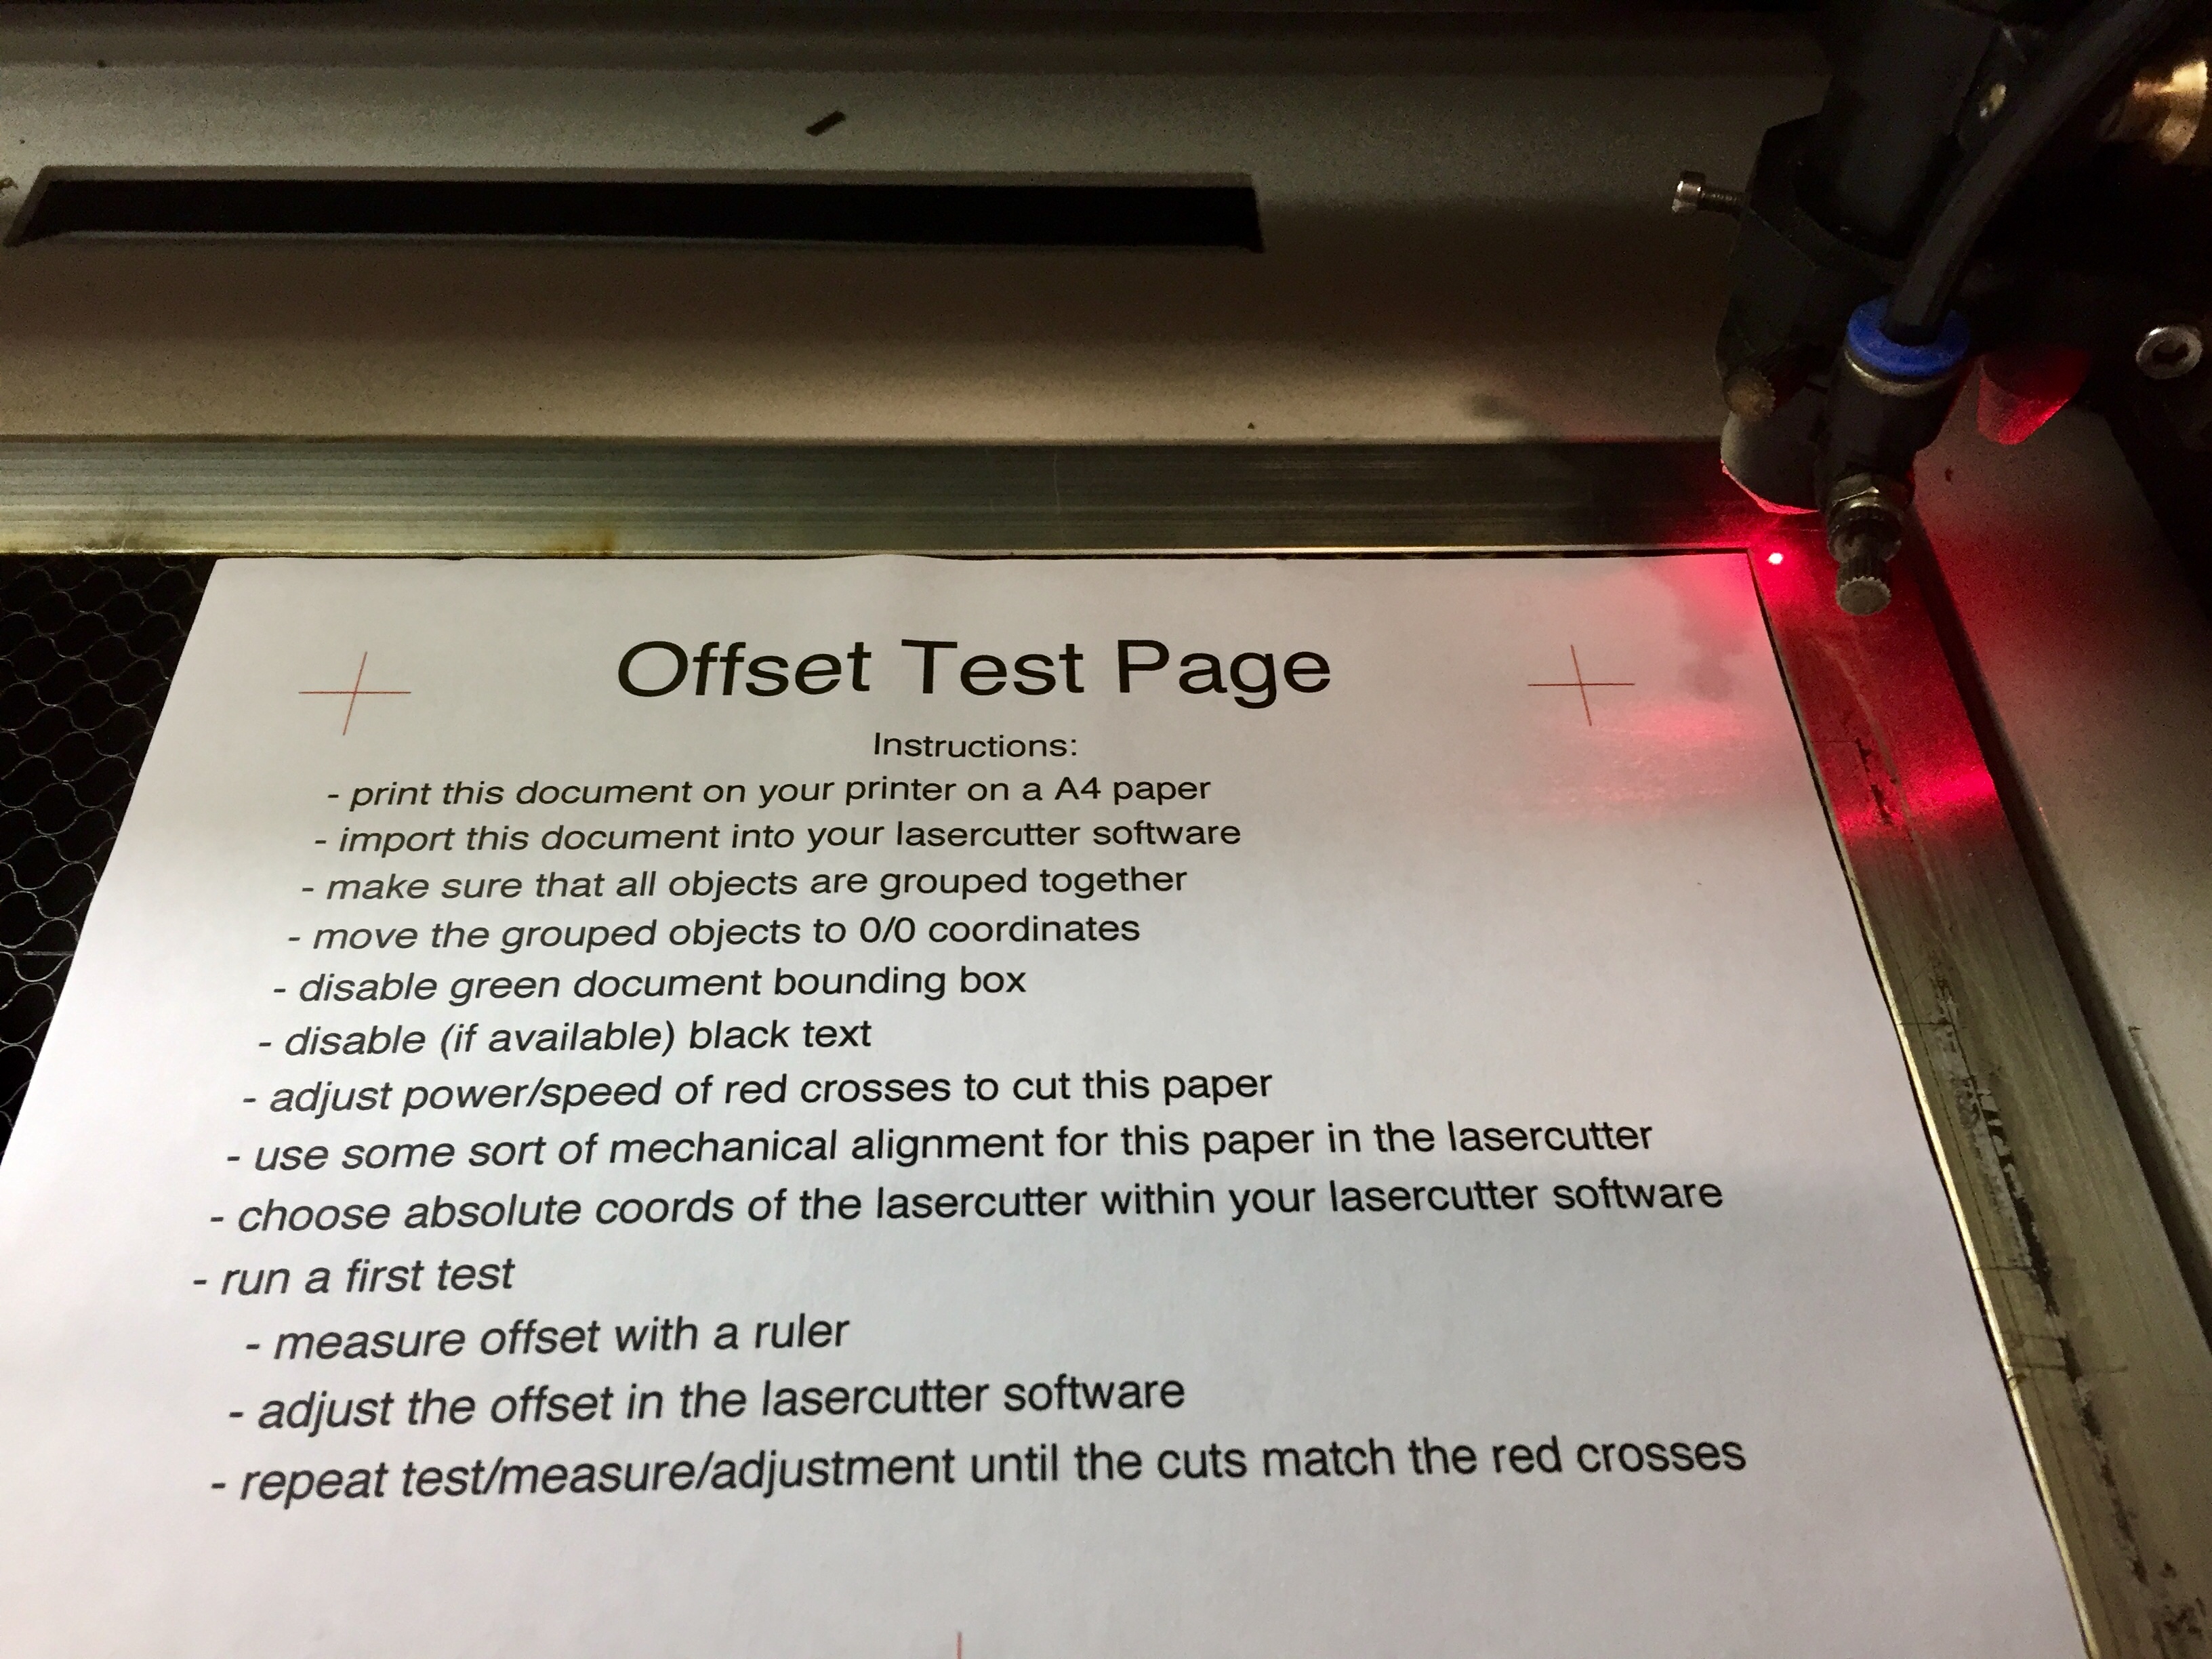 Offset Test Page
Instructions:
- print this document on your printer on a A4 paper
- import this document into your lasercutter software
- make sure that all objects are grouped together
- move the grouped objects to 0/0 coordinates
- disable green document bounding box
- disable (if available) black text
- adjust power/speed of red crosses to cut this paper
- use some sort of mechanical alignment for this paper in the lasercutter
- choose absolute coords of the lasercutter within your lasercutter software
- run a first test
- measure offset with a ruler
- adjust the offset in the lasercutter software
- repeat test/measure/adjustment until the cuts match the red crosses